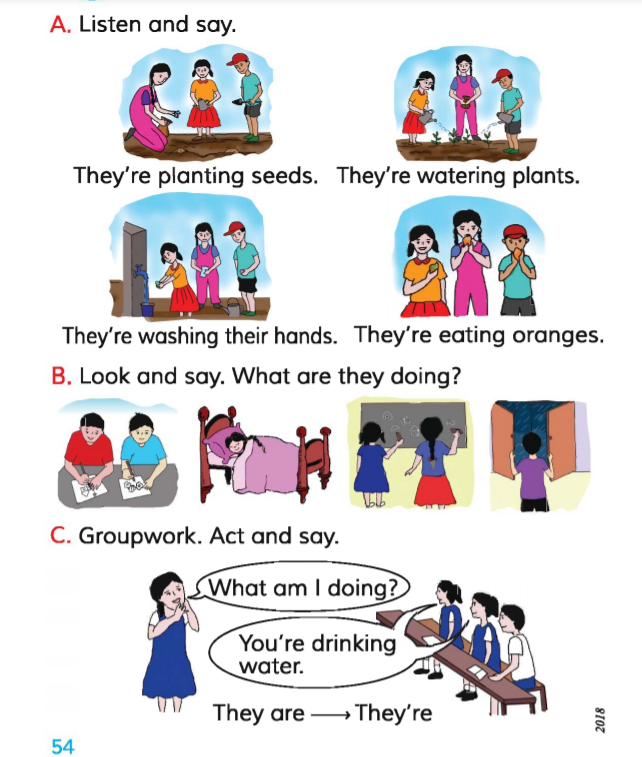 A. Listen and say.
They're planting seeds. They're watering plants.
They're washing their hands. They're eating oranges.
B. Look and say. What are they doing?
C. Groupwork. Act and say.
What am I doing?
You're drinking
water.
They are ⟶ They're
2018
54